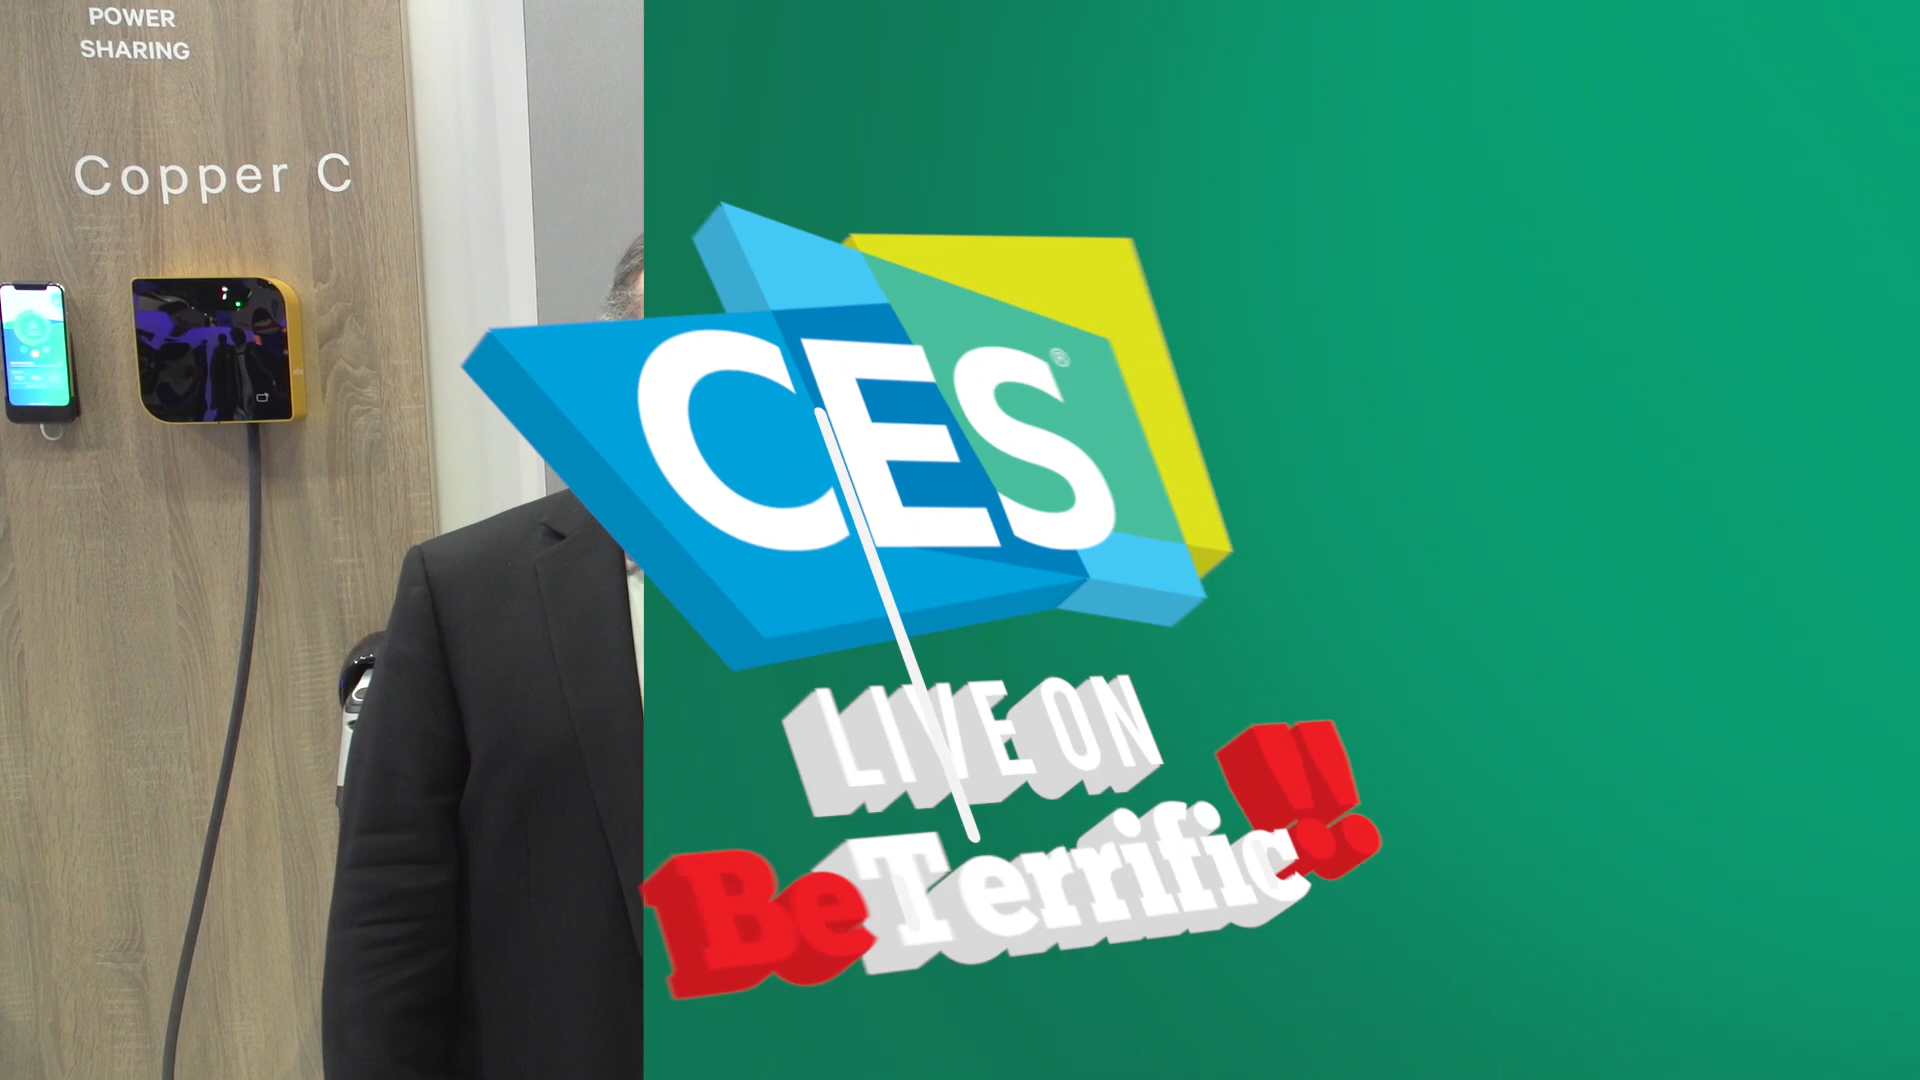 POWER
SHARING
Copper C
CES®
LIVE ON
BeTerrific!!